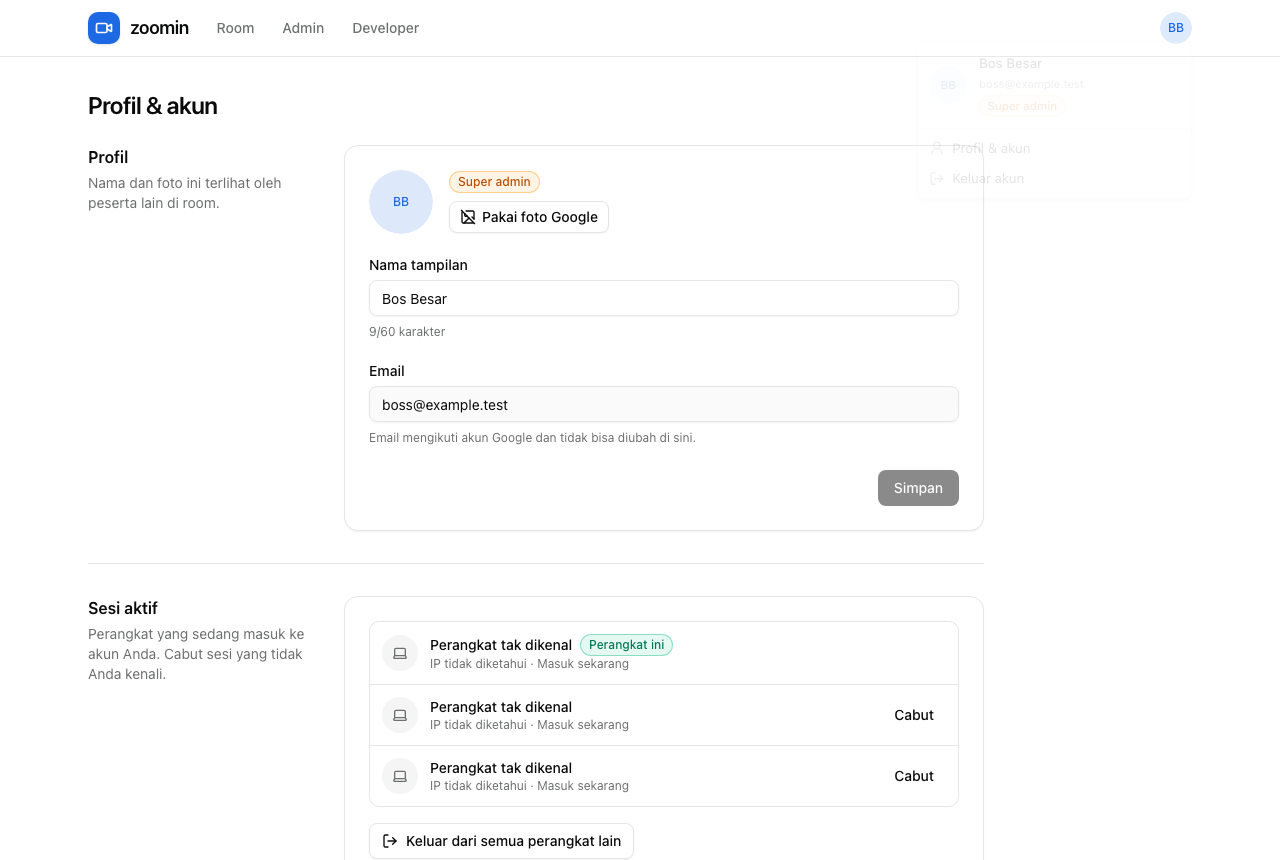 zoomin
Room
Admin
Developer
BB
Bos Besar
boss@example.test
BB
Super admin
Profil & akun
Keluar akun
Profil & akun
Profil
Nama dan foto ini terlihat oleh
peserta lain di room.
BB
Super admin
Pakai foto Google
Nama tampilan
Bos Besar
9/60 karakter
Email
boss@example.test
Email mengikuti akun Google dan tidak bisa diubah di sini.
Simpan
Sesi aktif
Perangkat yang sedang masuk ke
akun Anda. Cabut sesi yang tidak
Anda kenali.
Perangkat tak dikenal
Perangkat ini
IP tidak diketahui · Masuk sekarang
Perangkat tak dikenal
IP tidak diketahui · Masuk sekarang
Cabut
Perangkat tak dikenal
IP tidak diketahui · Masuk sekarang
Cabut
Keluar dari semua perangkat lain